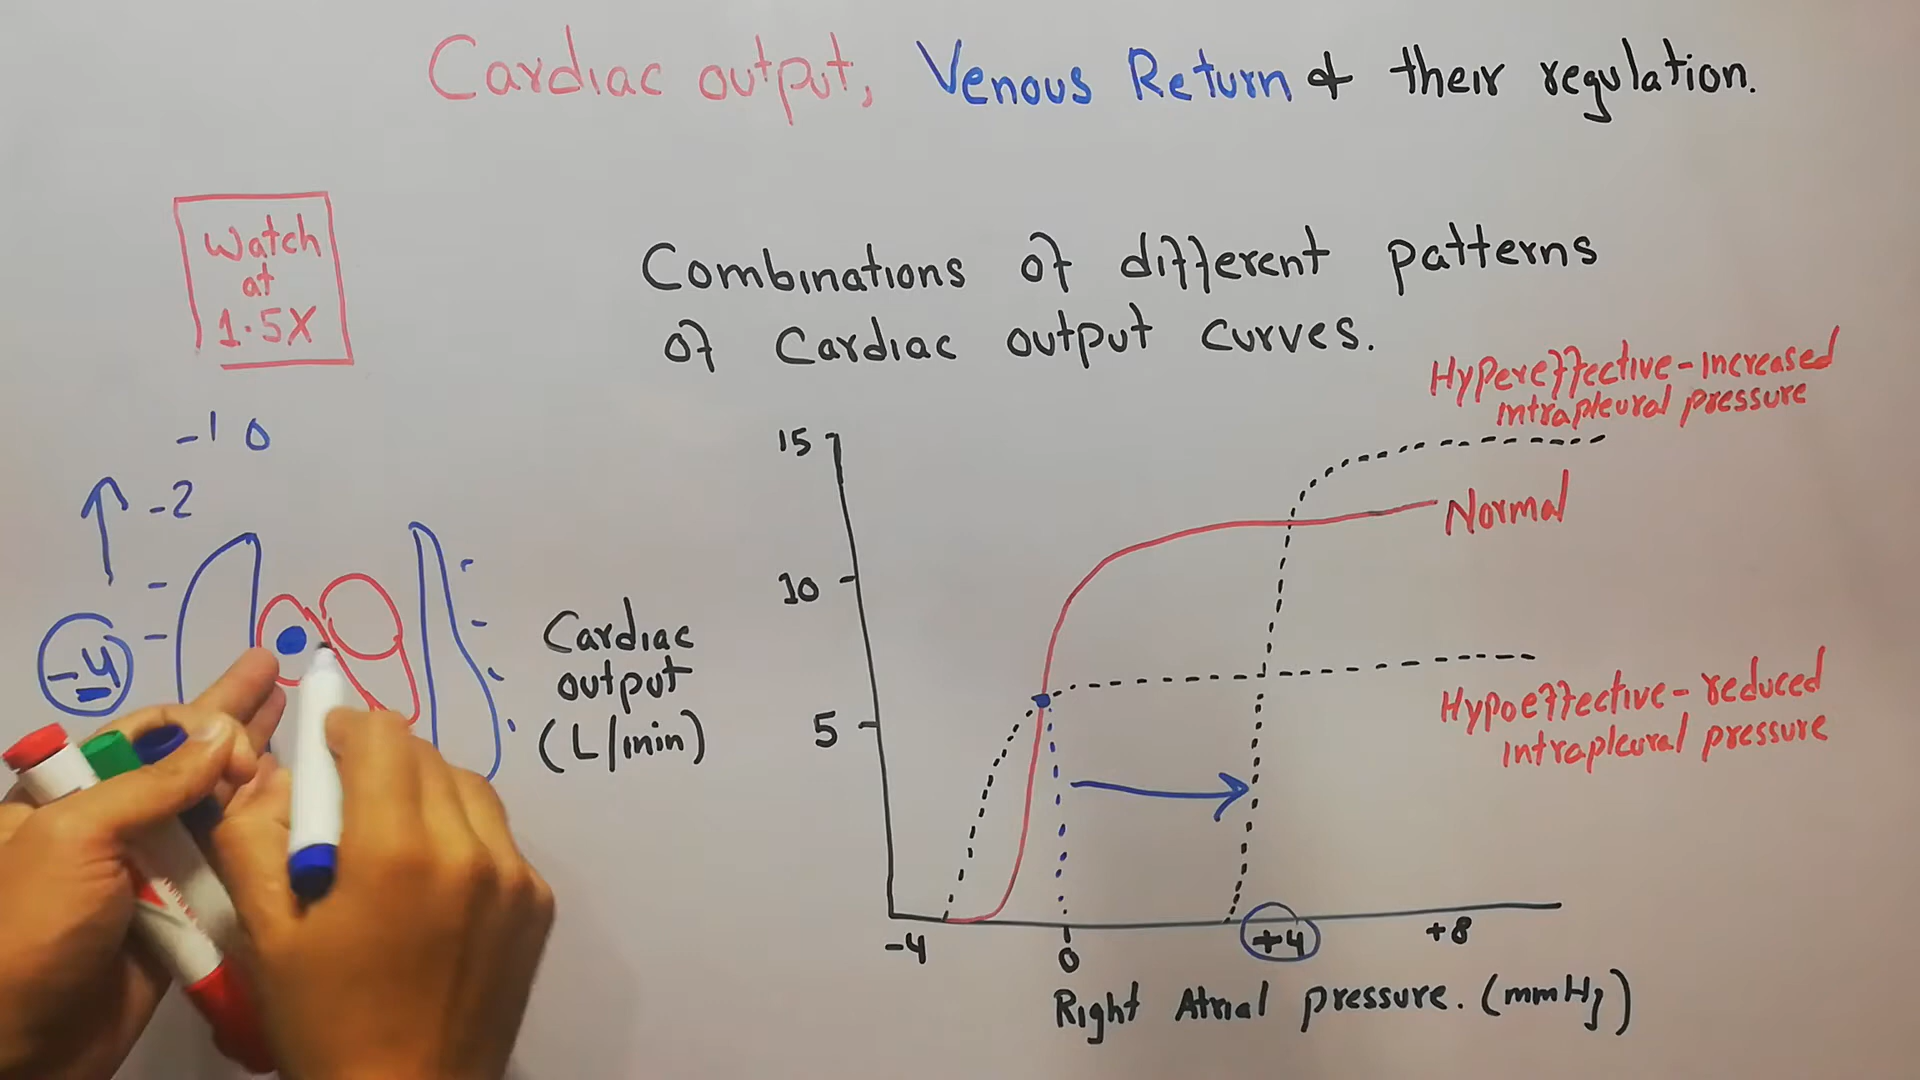 Cardiac output, Venous Return & their regulation.
Watch
at
1.5X
Combinations of different patterns
of Cardiac output curves.
Hypereffective-increased
intrapleural pressure
-1 0
-2
-4
15
10
5
Normal
Cardiac
output
(L/min)
Hypoeffective-reduced
intrapleural pressure
-4
0
+4
+8
Right Atrial pressure. (mmHg)